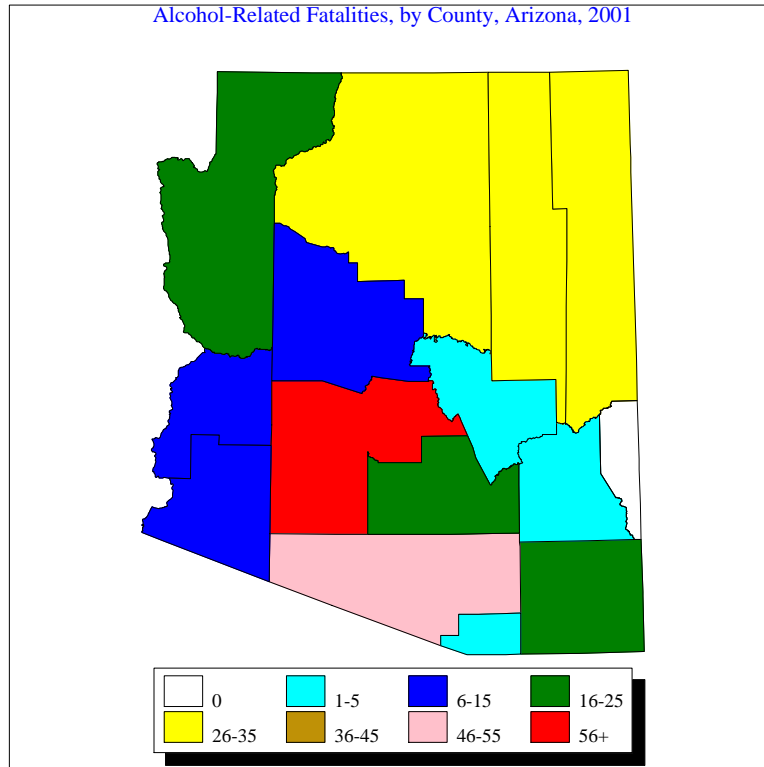 Alcohol-Related Fatalities, by County, Arizona, 2001
0 1-5 6-15 16-25
26-35 36-45 46-55 56+